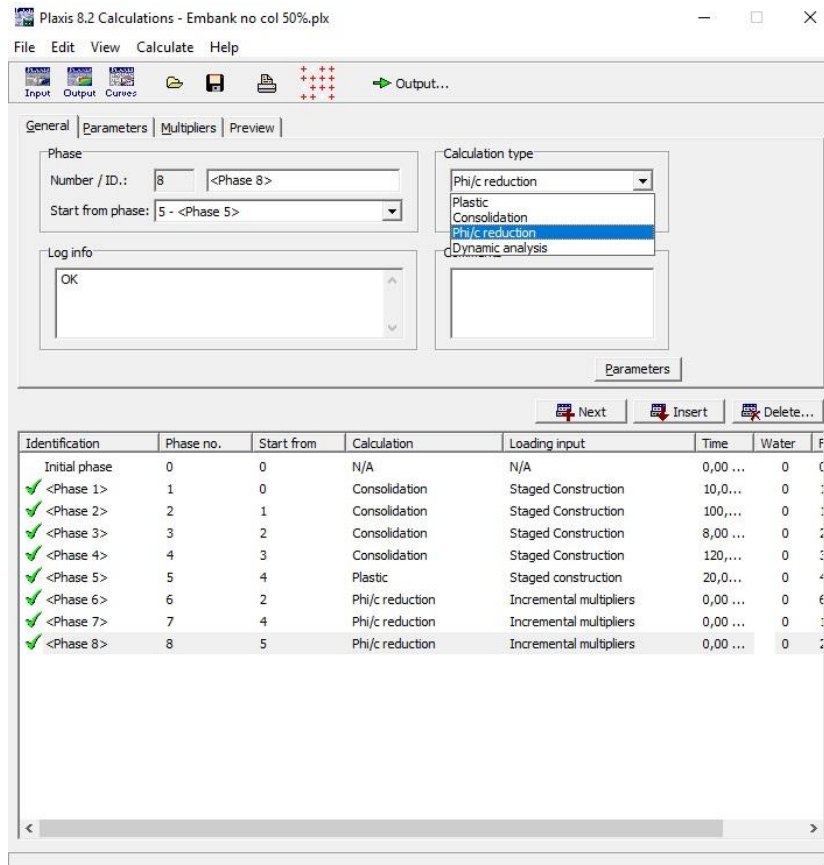 Plaxis 8.2 Calculations - Embank no col 50%.plx
File Edit View Calculate Help
Input Output Curves Output...
General Parameters Multipliers Preview
Phase
Number / ID.: 8 <Phase 8>
Start from phase: 5 - <Phase 5>
Calculation type
Phi/c reduction
Plastic
Consolidation
Phi/c reduction
Dynamic analysis
Log info
OK
Parameters
Next Insert Delete...
Identification Phase no. Start from Calculation Loading input Time Water F
Initial phase 0 0 N/A N/A 0,00 ... 0
<Phase 1> 1 0 Consolidation Staged Construction 10,0... 0
<Phase 2> 2 1 Consolidation Staged Construction 100,... 0
<Phase 3> 3 2 Consolidation Staged Construction 8,00 ... 0
<Phase 4> 4 3 Consolidation Staged Construction 120,... 0
<Phase 5> 5 4 Plastic Staged construction 20,0... 0
<Phase 6> 6 2 Phi/c reduction Incremental multipliers 0,00 ... 0
<Phase 7> 7 4 Phi/c reduction Incremental multipliers 0,00 ... 0
<Phase 8> 8 5 Phi/c reduction Incremental multipliers 0,00 ... 0